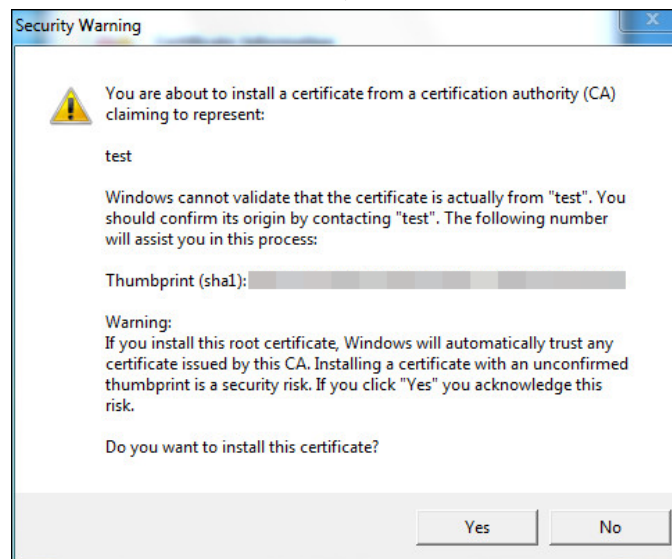 Security Warning
You are about to install a certificate from a certification authority (CA)
claiming to represent:
test
Windows cannot validate that the certificate is actually from "test". You
should confirm its origin by contacting "test". The following number
will assist you in this process:
Thumbprint (sha1):
Warning:
If you install this root certificate, Windows will automatically trust any
certificate issued by this CA. Installing a certificate with an unconfirmed
thumbprint is a security risk. If you click "Yes" you acknowledge this
risk.
Do you want to install this certificate?
Yes No